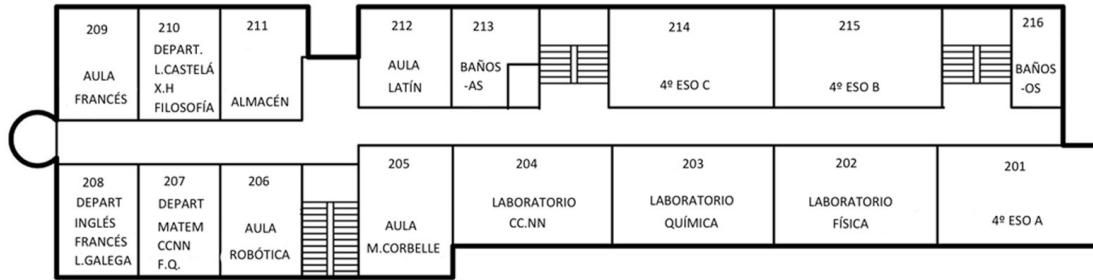 209
AULA
FRANCÉS
210
DEPART.
L.CASTELÁ
X.H
FILOSOFÍA
211
ALMACÉN
212
AULA
LATÍN
213
BAÑOS
-AS
214
4º ESO C
215
4º ESO B
216
BAÑOS
-OS
208
DEPART
INGLÉS
FRANCÉS
L.GALEGA
207
DEPART
MATEM
CCNN
F.Q.
206
AULA
ROBÓTICA
205
AULA
M.CORBELLE
204
LABORATORIO
CC.NN
203
LABORATORIO
QUÍMICA
202
LABORATORIO
FÍSICA
201
4º ESO A